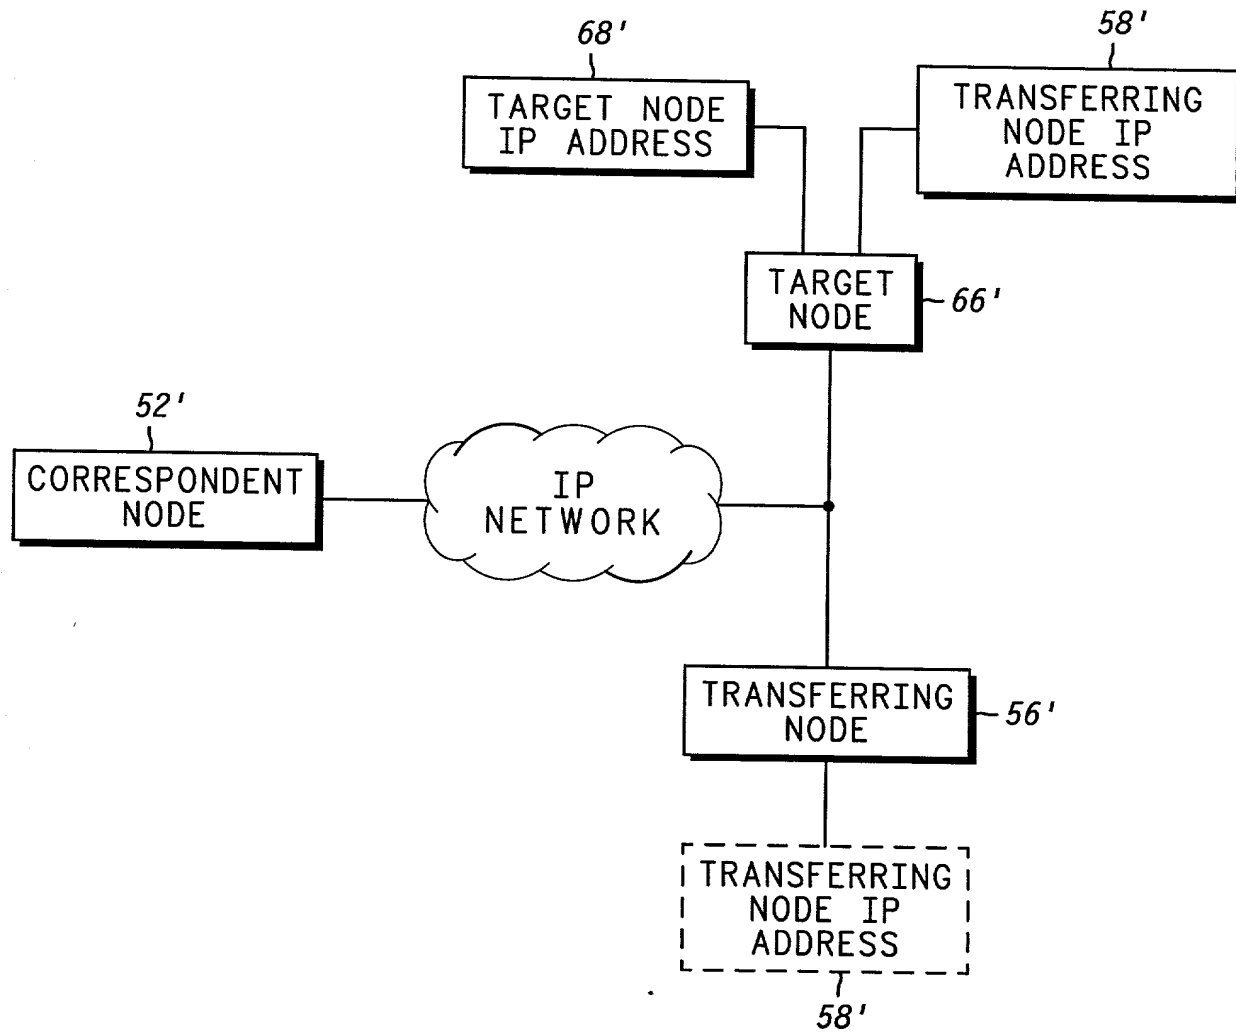 68'
58'
TARGET NODE
IP ADDRESS
TRANSFERRING
NODE IP
ADDRESS
TARGET
NODE
66'
52'
CORRESPONDENT
NODE
IP
NETWORK
TRANSFERRING
NODE
56'
TRANSFERRING
NODE IP
ADDRESS
58'